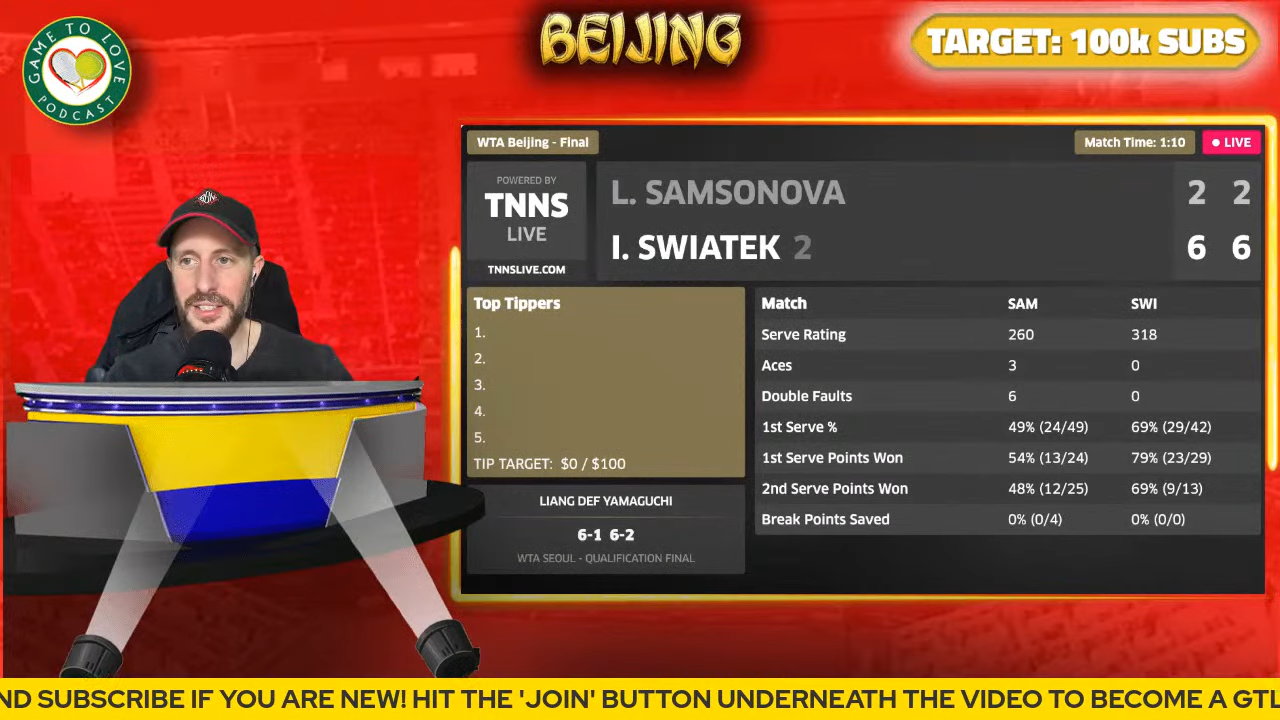 GAME TO LOVE
PODCAST
BEIJING
TARGET: 100k SUBS
WTA Beijing - Final
Match Time: 1:10
LIVE
POWERED BY
TNNS
LIVE
TNNSLIVE.COM
L. SAMSONOVA 2 2
I. SWIATEK 2 6 6
Top Tippers
1.
2.
3.
4.
5.
TIP TARGET: $0 / $100
LIANG DEF YAMAGUCHI
6-1 6-2
WTA SEOUL - QUALIFICATION FINAL
Match SAM SWI
Serve Rating 260 318
Aces 3 0
Double Faults 6 0
1st Serve % 49% (24/49) 69% (29/42)
1st Serve Points Won 54% (13/24) 79% (23/29)
2nd Serve Points Won 48% (12/25) 69% (9/13)
Break Points Saved 0% (0/4) 0% (0/0)
ND SUBSCRIBE IF YOU ARE NEW! HIT THE 'JOIN' BUTTON UNDERNEATH THE VIDEO TO BECOME A GTL